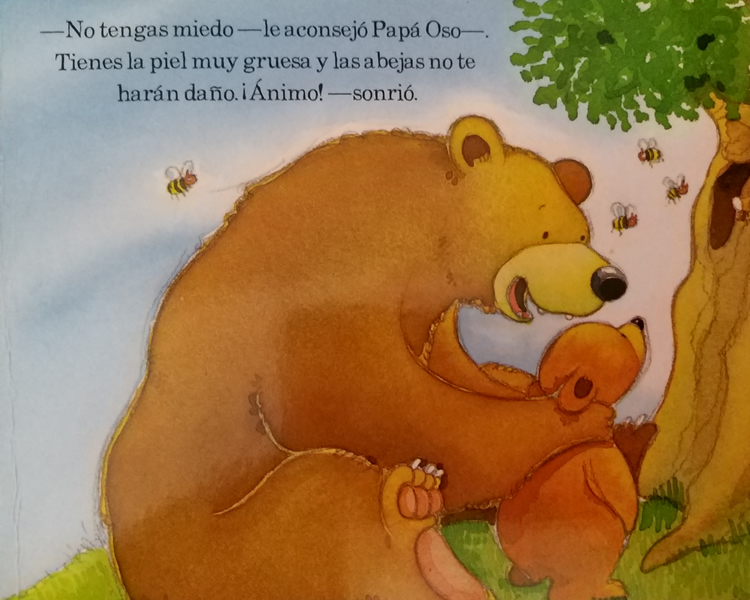 —No tengas miedo —le aconsejó Papá Oso—.
Tienes la piel muy gruesa y las abejas no te
harán daño. ¡Ánimo! —sonrió.